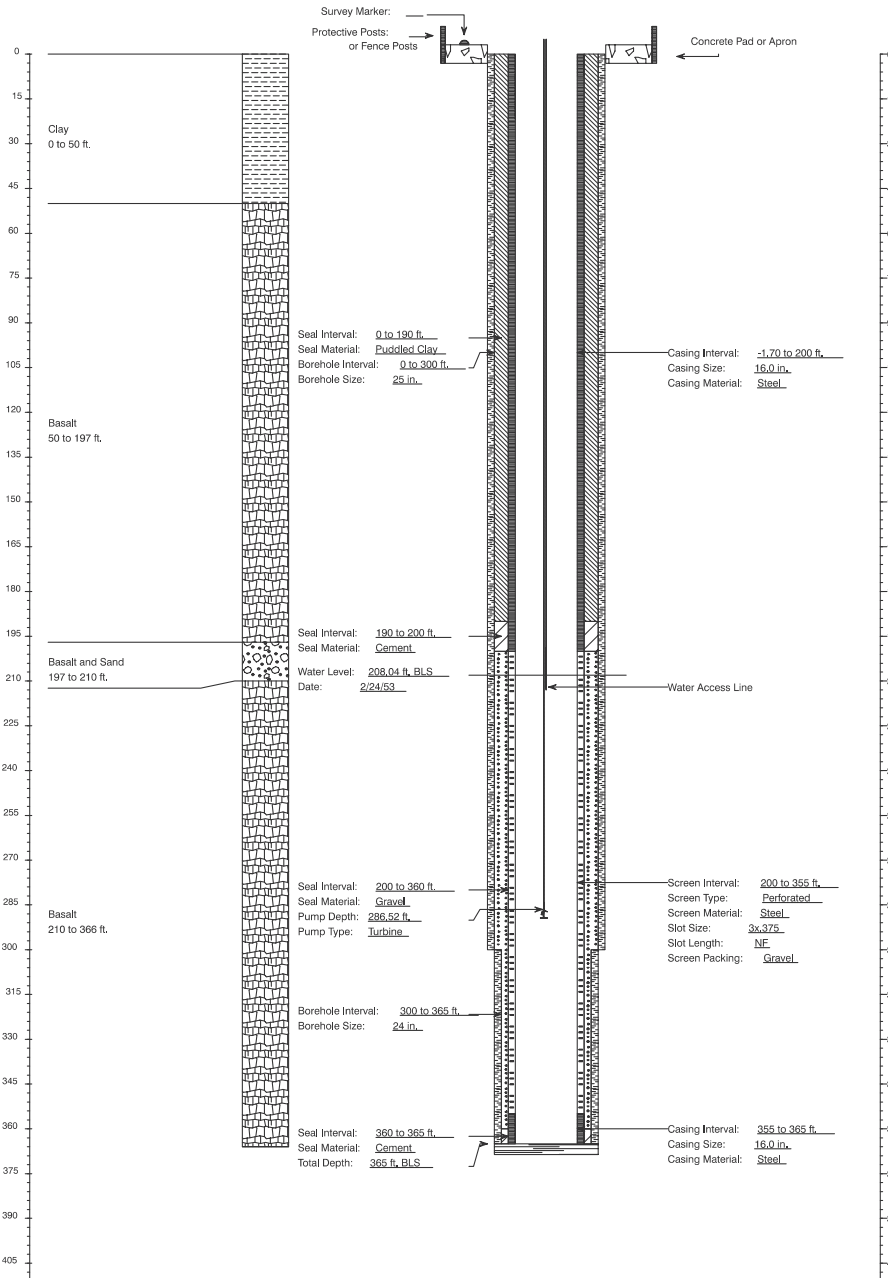 Survey Marker:
Protective Posts:
or Fence Posts
Concrete Pad or Apron
0
15
30
45
60
75
90
105
120
135
150
165
180
195
210
225
240
255
270
285
300
315
330
345
360
375
390
405
Clay
0 to 50 ft.
Basalt
50 to 197 ft.
Basalt and Sand
197 to 210 ft.
Basalt
210 to 366 ft.
Seal Interval: 0 to 190 ft.
Seal Material: Puddled Clay
Borehole Interval: 0 to 300 ft.
Borehole Size: 25 in.
Casing Interval: -1.70 to 200 ft.
Casing Size: 16.0 in.
Casing Material: Steel
Seal Interval: 190 to 200 ft.
Seal Material: Cement
Water Level: 208.04 ft. BLS
Date: 2/24/53
Water Access Line
Seal Interval: 200 to 360 ft.
Seal Material: Gravel
Pump Depth: 286.52 ft.
Pump Type: Turbine
Screen Interval: 200 to 355 ft.
Screen Type: Perforated
Screen Material: Steel
Slot Size: 3x.375
Slot Length: NF
Screen Packing: Gravel
Borehole Interval: 300 to 365 ft.
Borehole Size: 24 in.
Seal Interval: 360 to 365 ft.
Seal Material: Cement
Total Depth: 365 ft. BLS
Casing Interval: 355 to 365 ft.
Casing Size: 16.0 in.
Casing Material: Steel